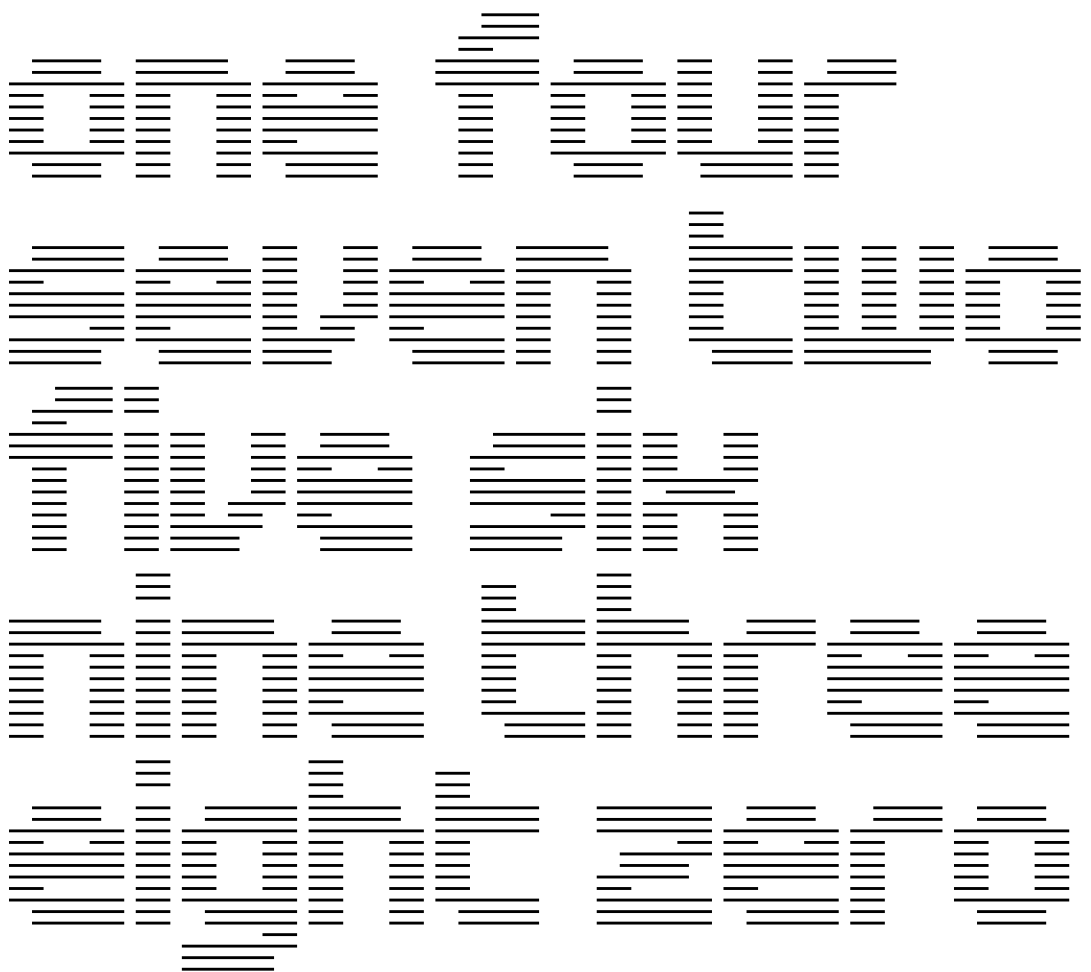 one four
seven two
five six
nine three
eight zero